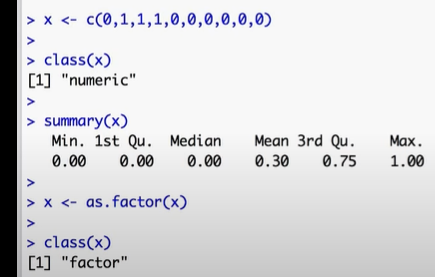 > x <- c(0,1,1,1,0,0,0,0,0,0)
>
> class(x)
[1] "numeric"
>
> summary(x)
   Min. 1st Qu.  Median    Mean 3rd Qu.    Max.
   0.00    0.00    0.00    0.30    0.75    1.00
>
> x <- as.factor(x)
>
> class(x)
[1] "factor"